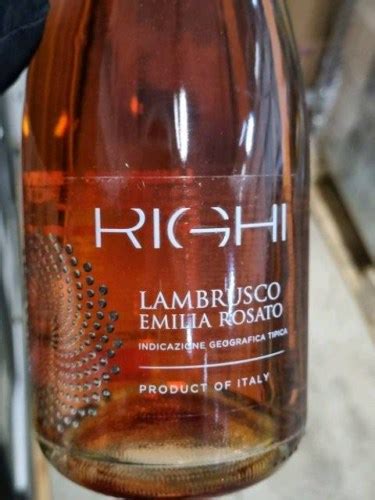 RIGHI
LAMBRUSCO
EMILIA ROSATO
INDICAZIONE GEOGRAFICA TIPICA
PRODUCT OF ITALY